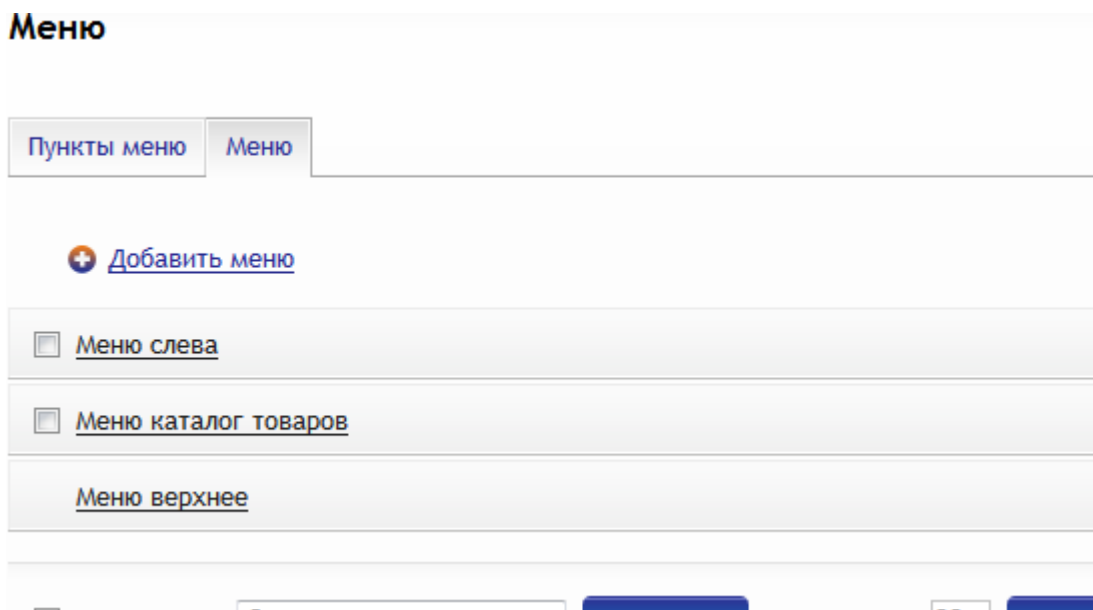 Меню
Пункты меню Меню
Добавить меню
Меню слева
Меню каталог товаров
Меню верхнее